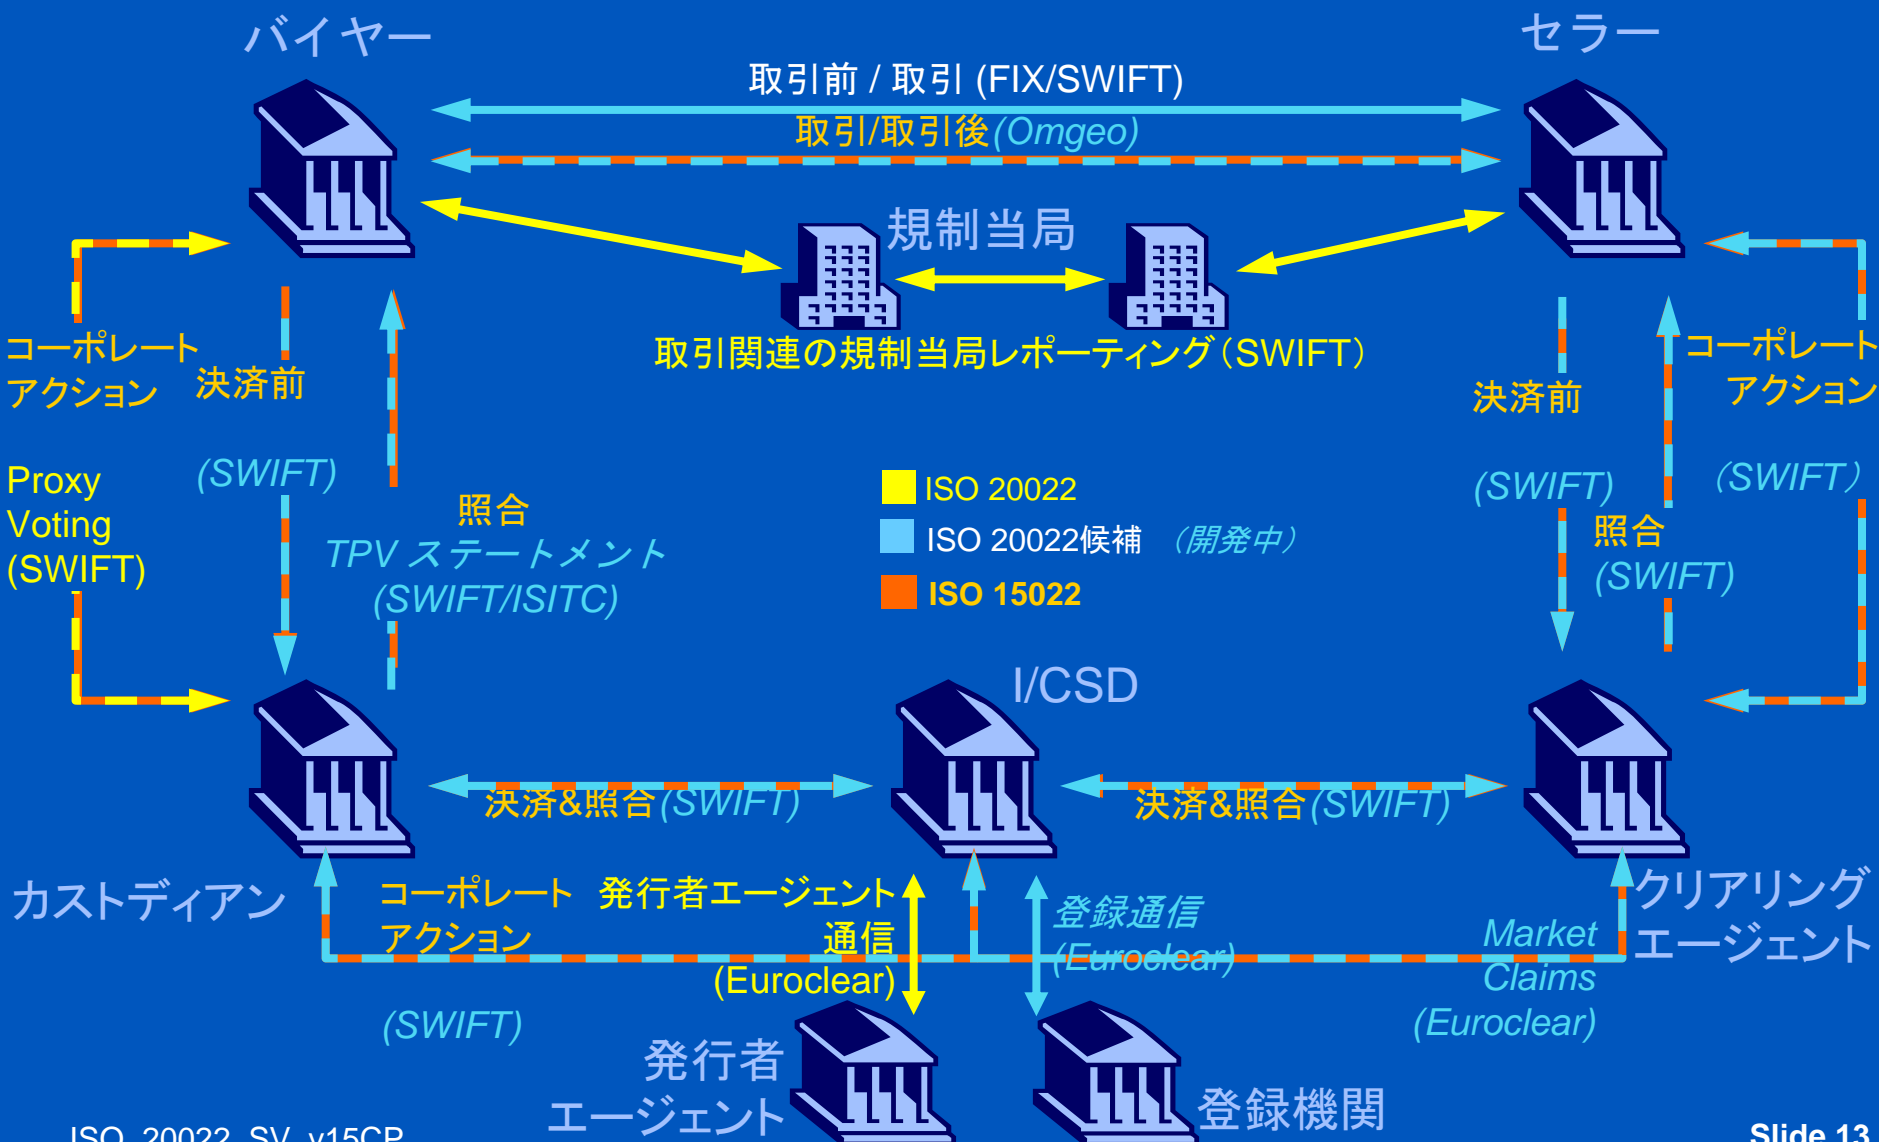 バイヤー
セラー
取引前 / 取引 (FIX/SWIFT)
取引/取引後(Omgeo)
規制当局
取引関連の規制当局レポーティング（SWIFT）
コーポレート
アクション
決済前
(SWIFT)
Proxy
Voting
(SWIFT)
照合
TPV ステートメント
(SWIFT/ISITC)
ISO 20022
ISO 20022候補 （開発中）
ISO 15022
決済前
(SWIFT)
照合
(SWIFT)
コーポレート
アクション
（SWIFT）
I/CSD
決済&照合(SWIFT)
決済&照合(SWIFT)
カストディアン
コーポレート
アクション
(SWIFT)
発行者エージェント
通信
(Euroclear)
登録通信
(Euroclear)
Market
Claims
(Euroclear)
クリアリング
エージェント
発行者
エージェント
登録機関
ISO_20022_SV_v15CP
Slide 13